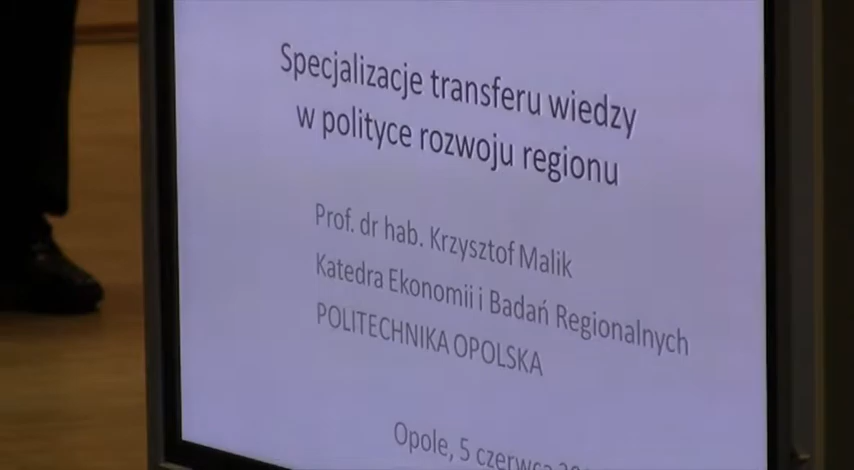 Specjalizacje transferu wiedzy
w polityce rozwoju regionu
Prof. dr hab. Krzysztof Malik
Katedra Ekonomii i Badań Regionalnych
POLITECHNIKA OPOLSKA
Opole, 5 czerwca